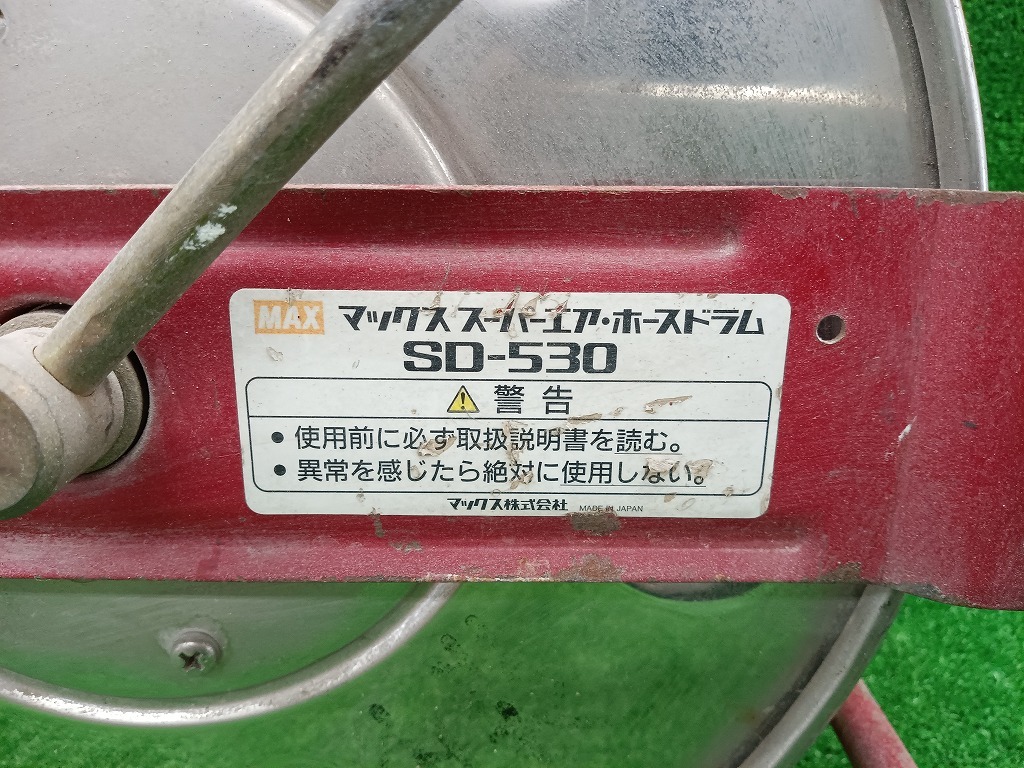 MAX マックス スーパーエア・ホースドラム
SD-530
警告
• 使用前に必ず取扱説明書を読む。
• 異常を感じたら絶対に使用しない。
マックス株式会社 MADE IN JAPAN